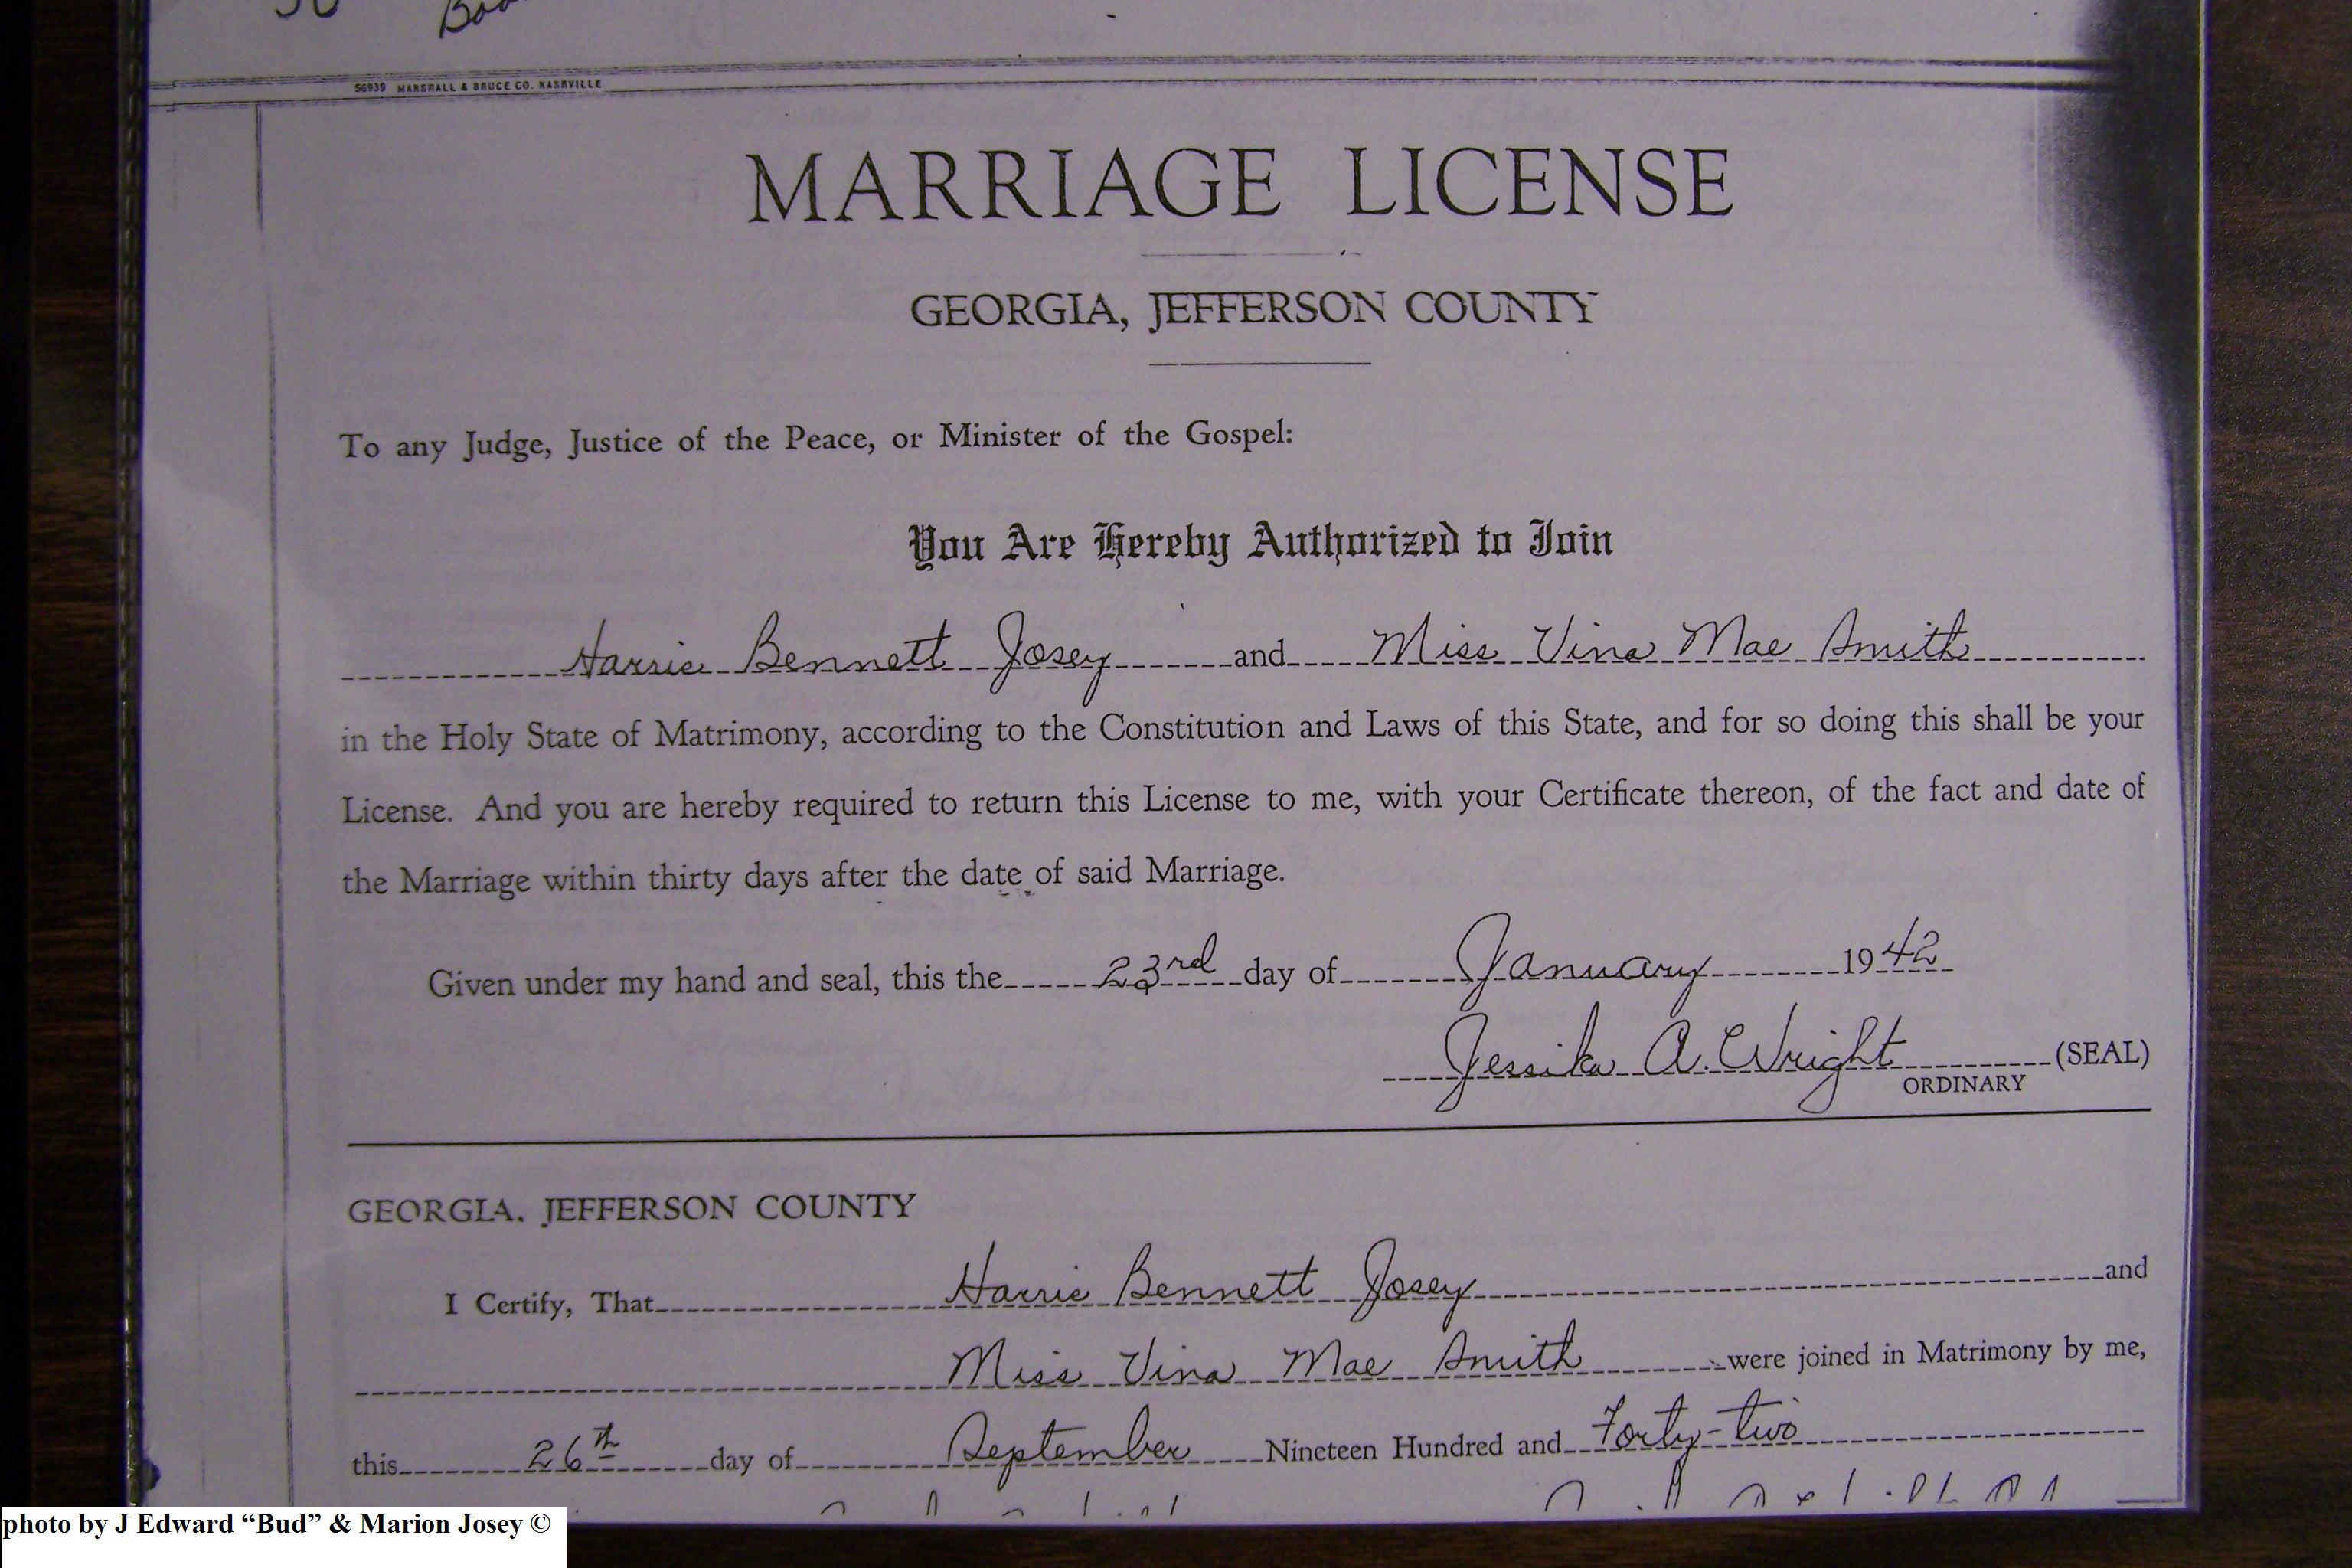 Boo
SG939 MARSHALL & BRUCE CO. NASHVILLE
MARRIAGE LICENSE
GEORGIA, JEFFERSON COUNTY
To any Judge, Justice of the Peace, or Minister of the Gospel:
You Are Hereby Authorized to Join
Harris Bennett Josey and Miss Vina Mae Smith
in the Holy State of Matrimony, according to the Constitution and Laws of this State, and for so doing this shall be your
License. And you are hereby required to return this License to me, with your Certificate thereon, of the fact and date of
the Marriage within thirty days after the date of said Marriage.
Given under my hand and seal, this the 23rd day of January 1942
A. Wright (SEAL)
ORDINARY
GEORGIA. JEFFERSON COUNTY
I Certify, That Harris Bennett Josey and
Miss Vina Mae Smith were joined in Matrimony by me,
this 26th day of September Nineteen Hundred and Forty-two
photo by J Edward “Bud” & Marion Josey ©